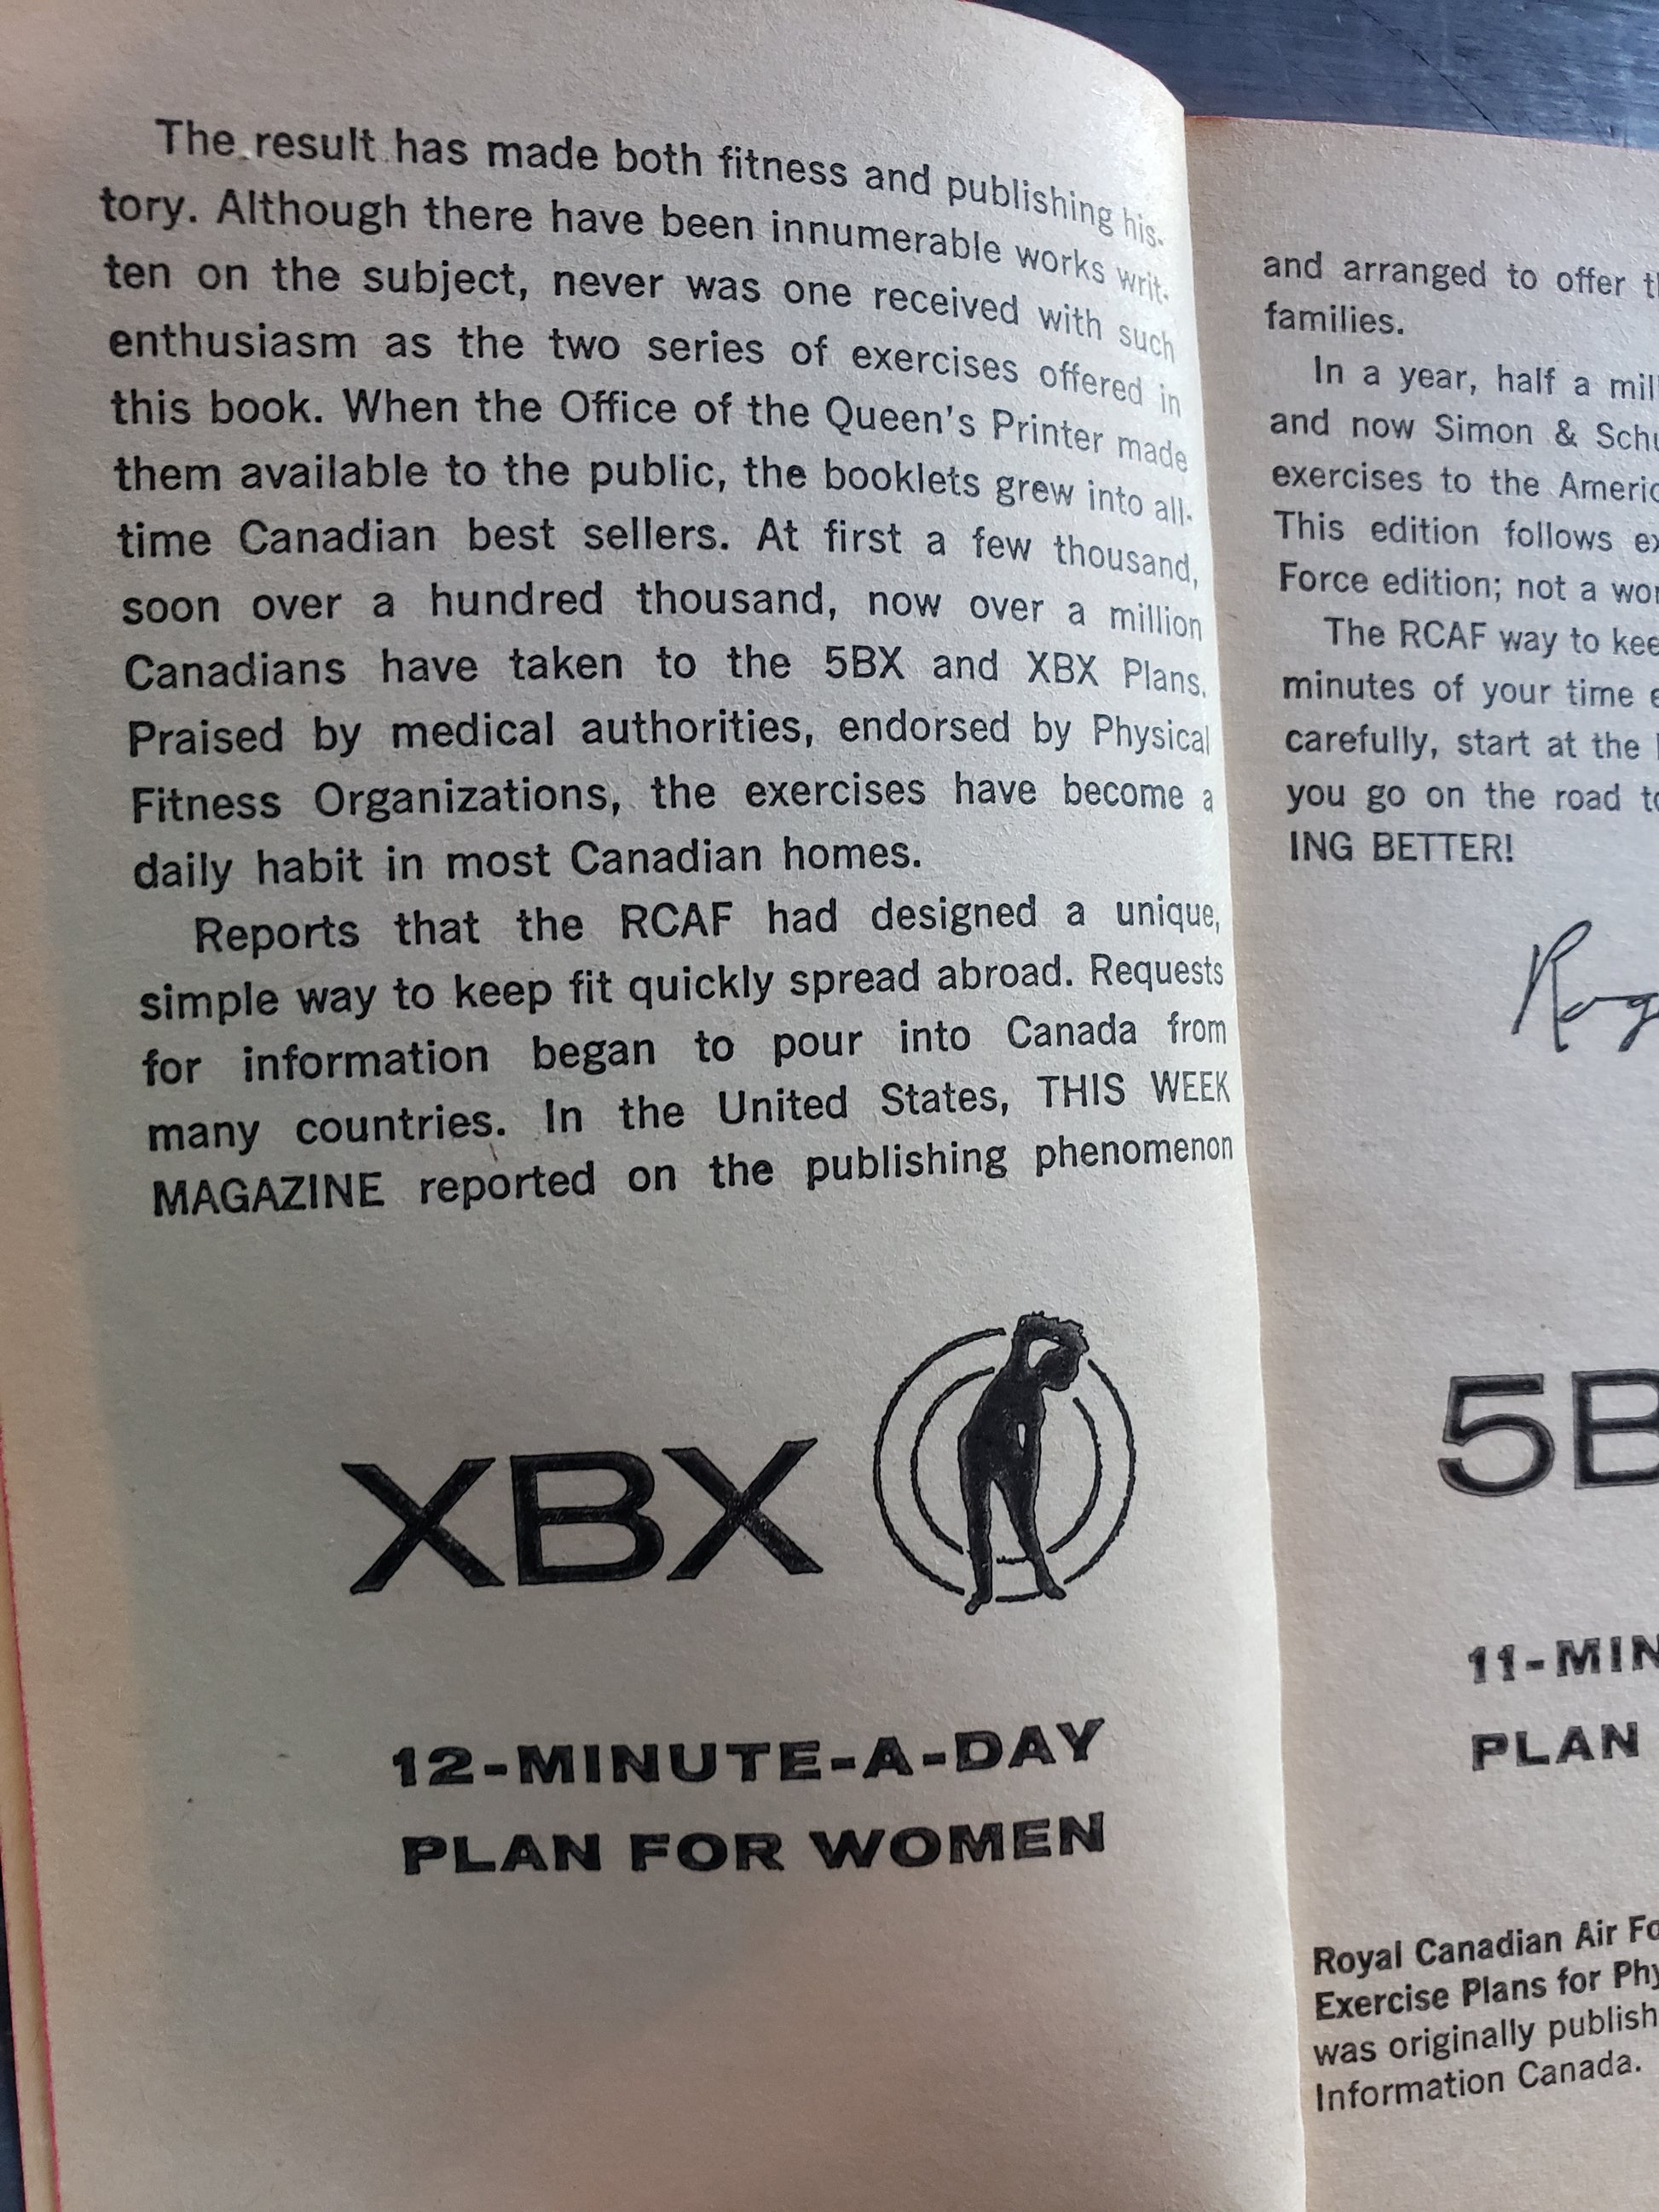 The result has made both fitness and publishing his-
tory. Although there have been innumerable works writ-
ten on the subject, never was one received with such
enthusiasm as the two series of exercises offered in
this book. When the Office of the Queen's Printer made
them available to the public, the booklets grew into all-
time Canadian best sellers. At first a few thousand,
soon over a hundred thousand, now over a million
Canadians have taken to the 5BX and XBX Plans.
Praised by medical authorities, endorsed by Physical
Fitness Organizations, the exercises have become a
daily habit in most Canadian homes.
Reports that the RCAF had designed a unique,
simple way to keep fit quickly spread abroad. Requests
for information began to pour into Canada from
many countries. In the United States, THIS WEEK
MAGAZINE reported on the publishing phenomenon
XBX
12-MINUTE-A-DAY
PLAN FOR WOMEN
and arranged to offer
families.
In a year, half a
and now Simon &
exercises to the
This edition follows
Force edition; not a
The RCAF way to
minutes of your time
carefully, start at the
you go on the road
ING BETTER!
PLAN
Royal Canadian Air
Exercise Plans for
was originally
Information Canada.